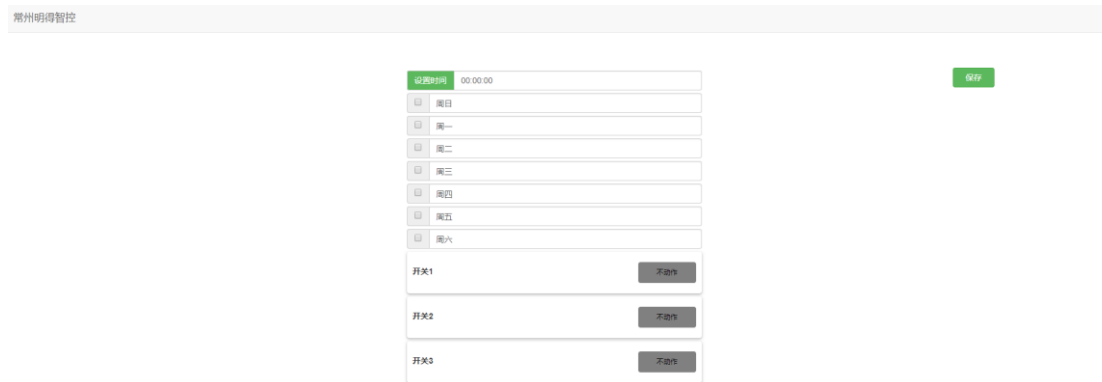 常州明得智控
设置时间 00:00:00 保存
周日
周一
周二
周三
周四
周五
周六
开关1 不动作
开关2 不动作
开关3 不动作